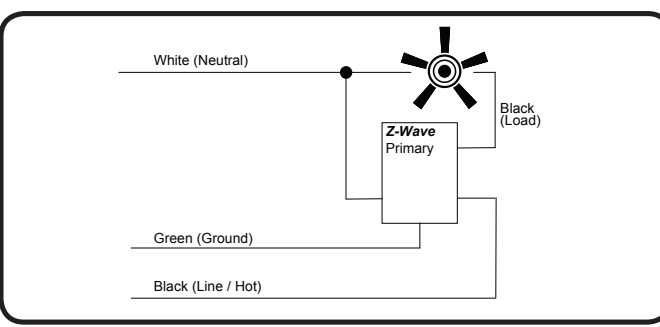 White (Neutral)
Black
(Load)
Z-Wave
Primary
Green (Ground)
Black (Line / Hot)